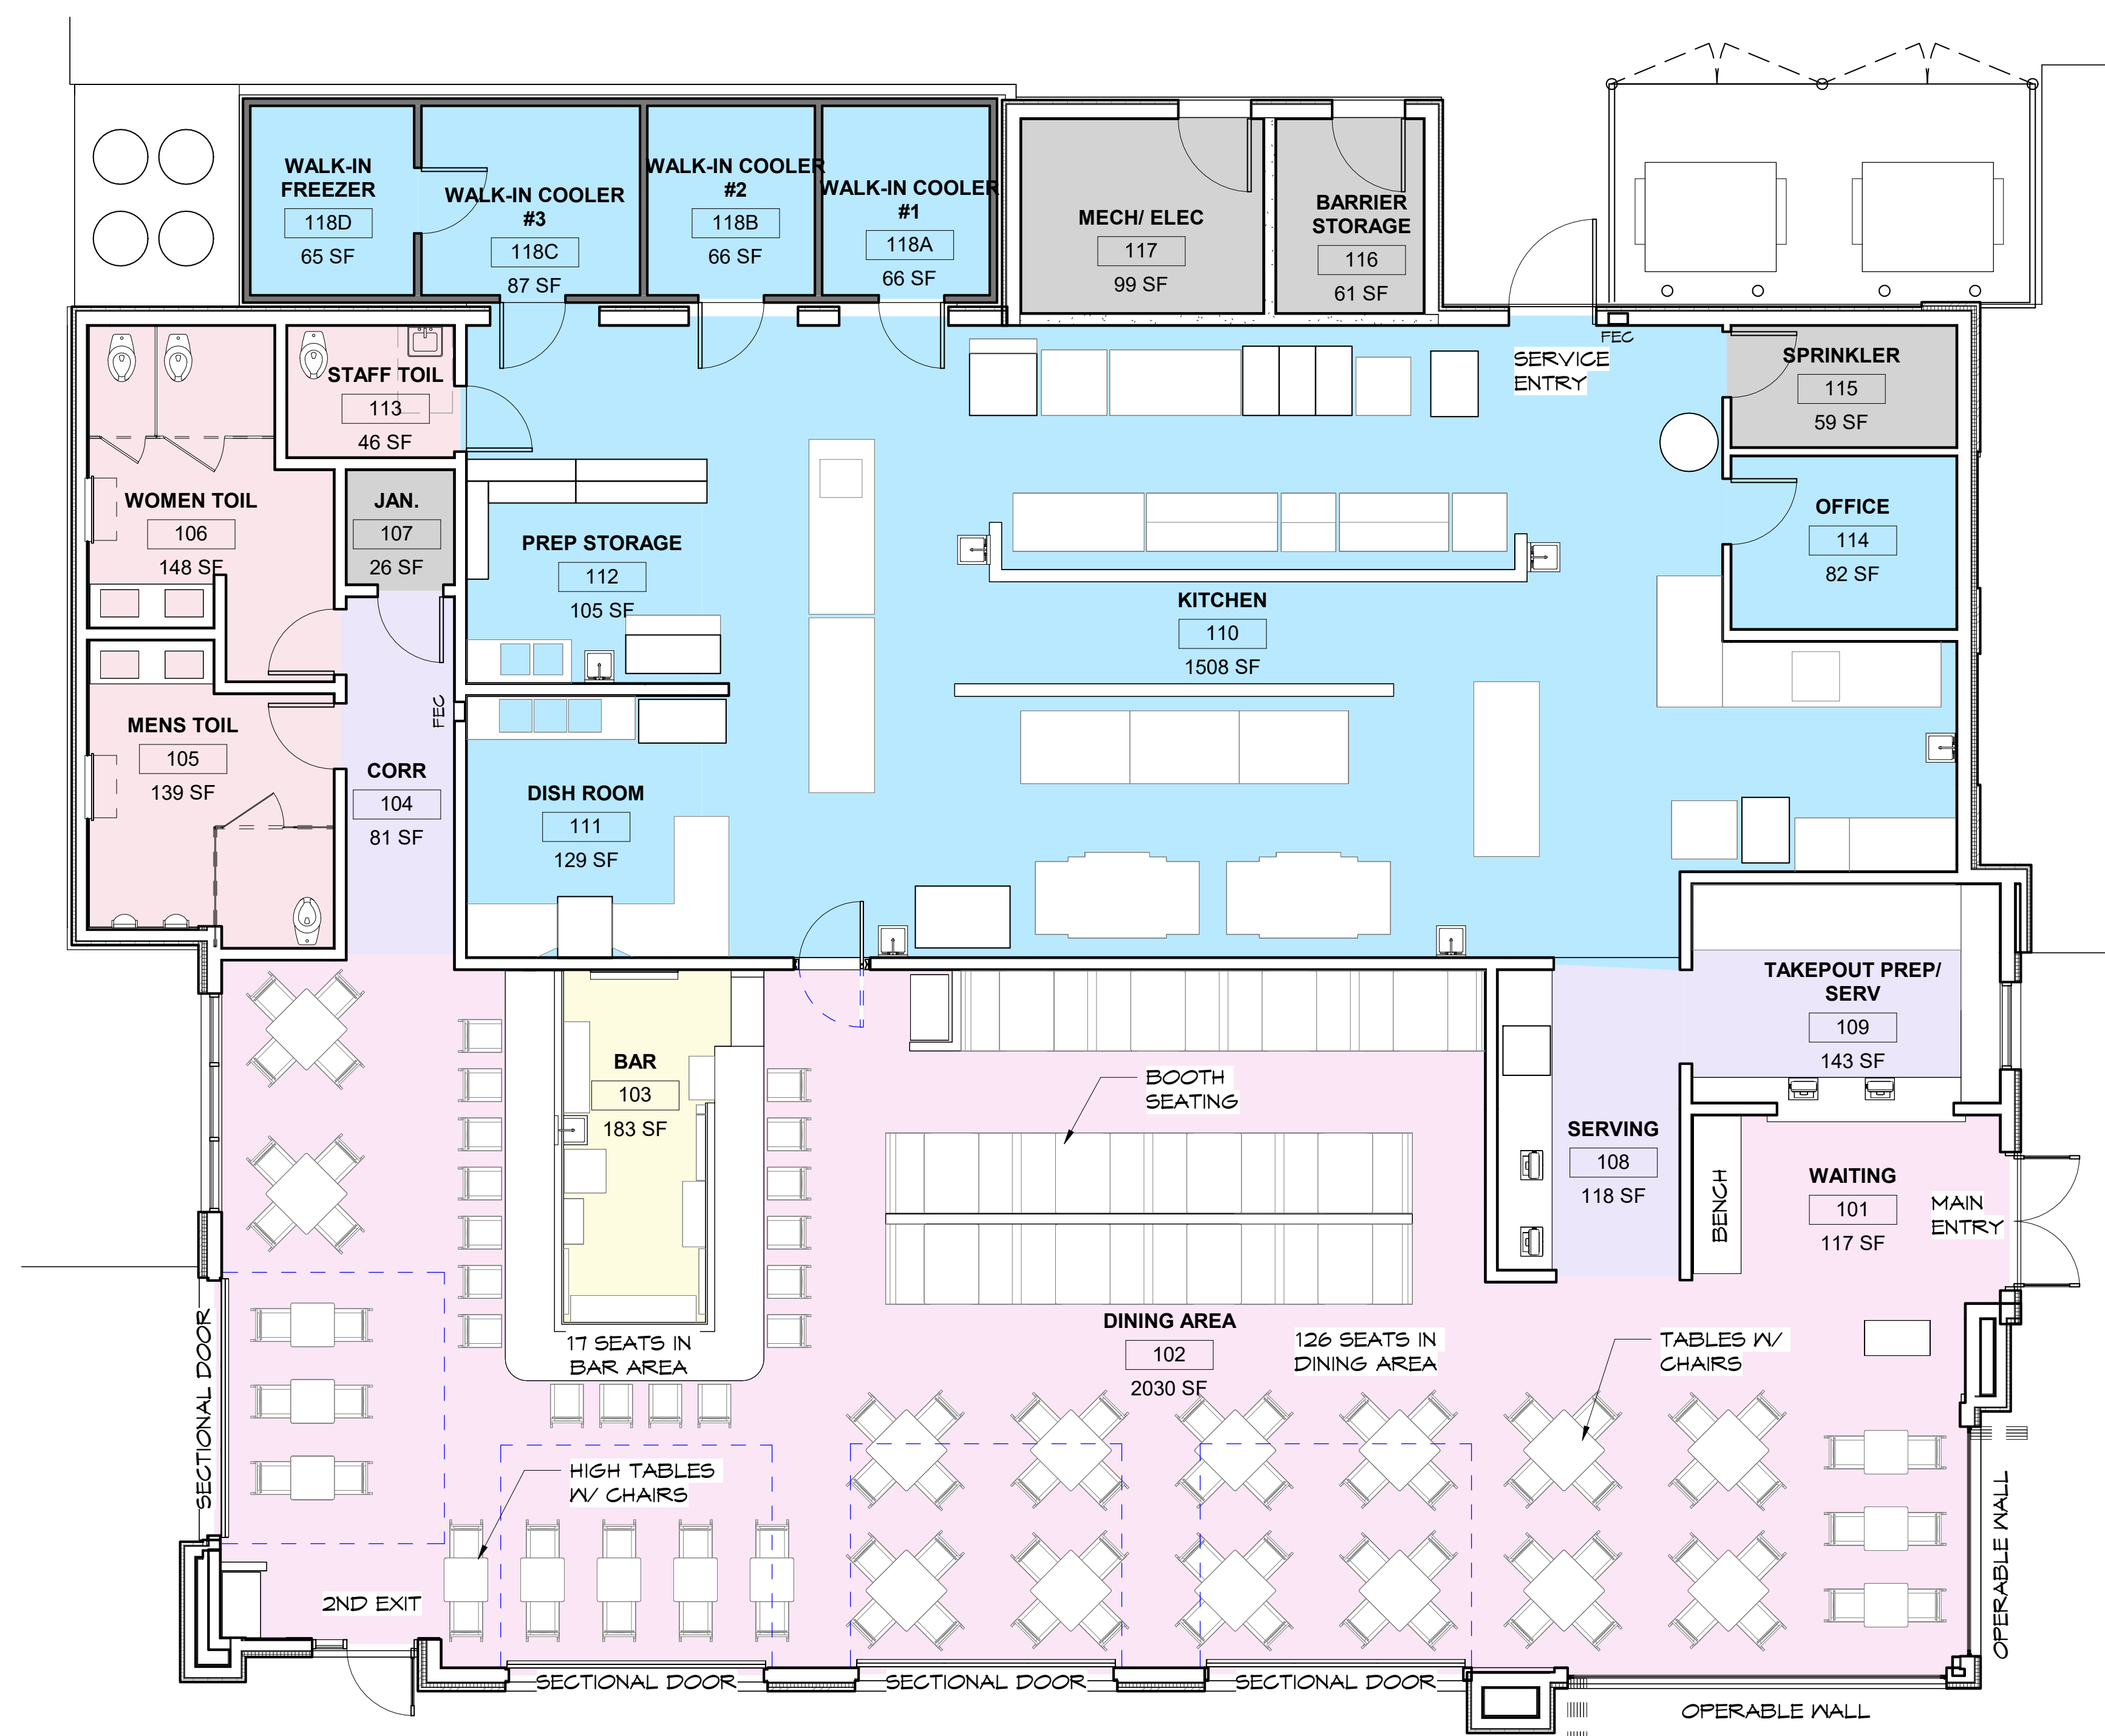 WALK-IN
FREEZER
118D
65 SF
WALK-IN COOLER
#3
118C
87 SF
WALK-IN COOLER
#2
118B
66 SF
WALK-IN COOLER
#1
118A
66 SF
MECH/ ELEC
117
99 SF
BARRIER
STORAGE
116
61 SF
FEC
SERVICE
ENTRY
SPRINKLER
115
59 SF
STAFF TOIL
113
46 SF
WOMEN TOIL
106
148 SF
JAN.
107
26 SF
PREP STORAGE
112
105 SF
OFFICE
114
82 SF
KITCHEN
110
1508 SF
MENS TOIL
105
139 SF
FEC
CORR
104
81 SF
DISH ROOM
111
129 SF
TAKEPOUT PREP/
SERV
109
143 SF
BAR
103
183 SF
BOOTH
SEATING
SERVING
108
118 SF
BENCH
WAITING
101
117 SF
MAIN
ENTRY
17 SEATS IN
BAR AREA
DINING AREA
102
2030 SF
126 SEATS IN
DINING AREA
TABLES W/
CHAIRS
SECTIONAL DOOR
HIGH TABLES
W/ CHAIRS
OPERABLE WALL
2ND EXIT
SECTIONAL DOOR
SECTIONAL DOOR
SECTIONAL DOOR
OPERABLE WALL